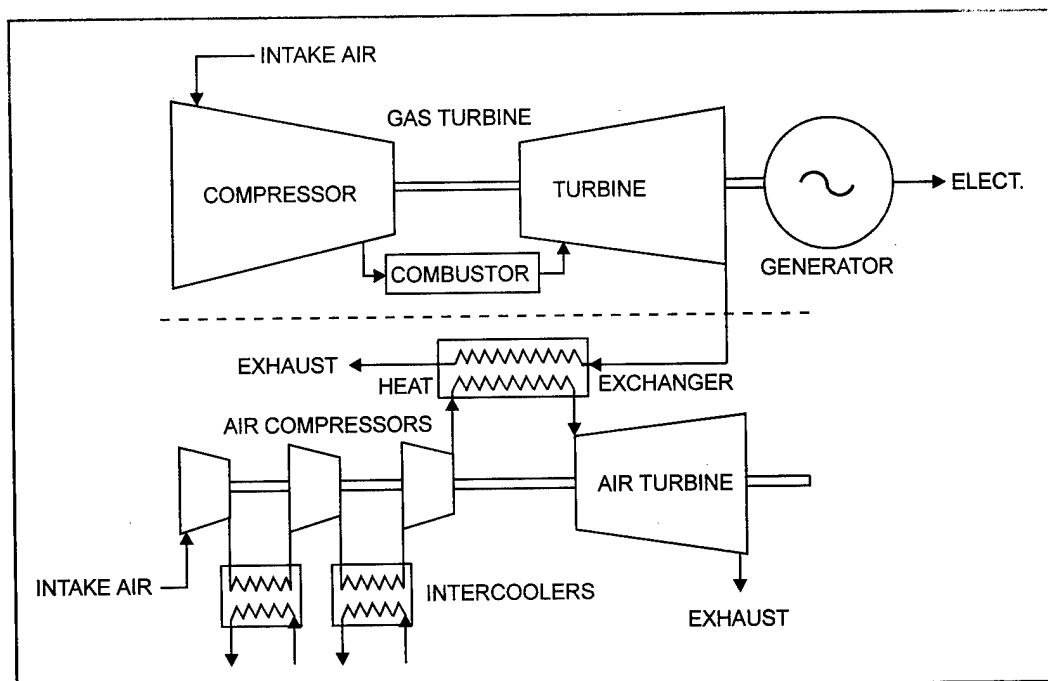 INTAKE AIR
GAS TURBINE
COMPRESSOR
TURBINE
ELECT.
COMBUSTOR
GENERATOR
EXHAUST
HEAT
EXCHANGER
AIR COMPRESSORS
AIR TURBINE
INTAKE AIR
INTERCOOLERS
EXHAUST